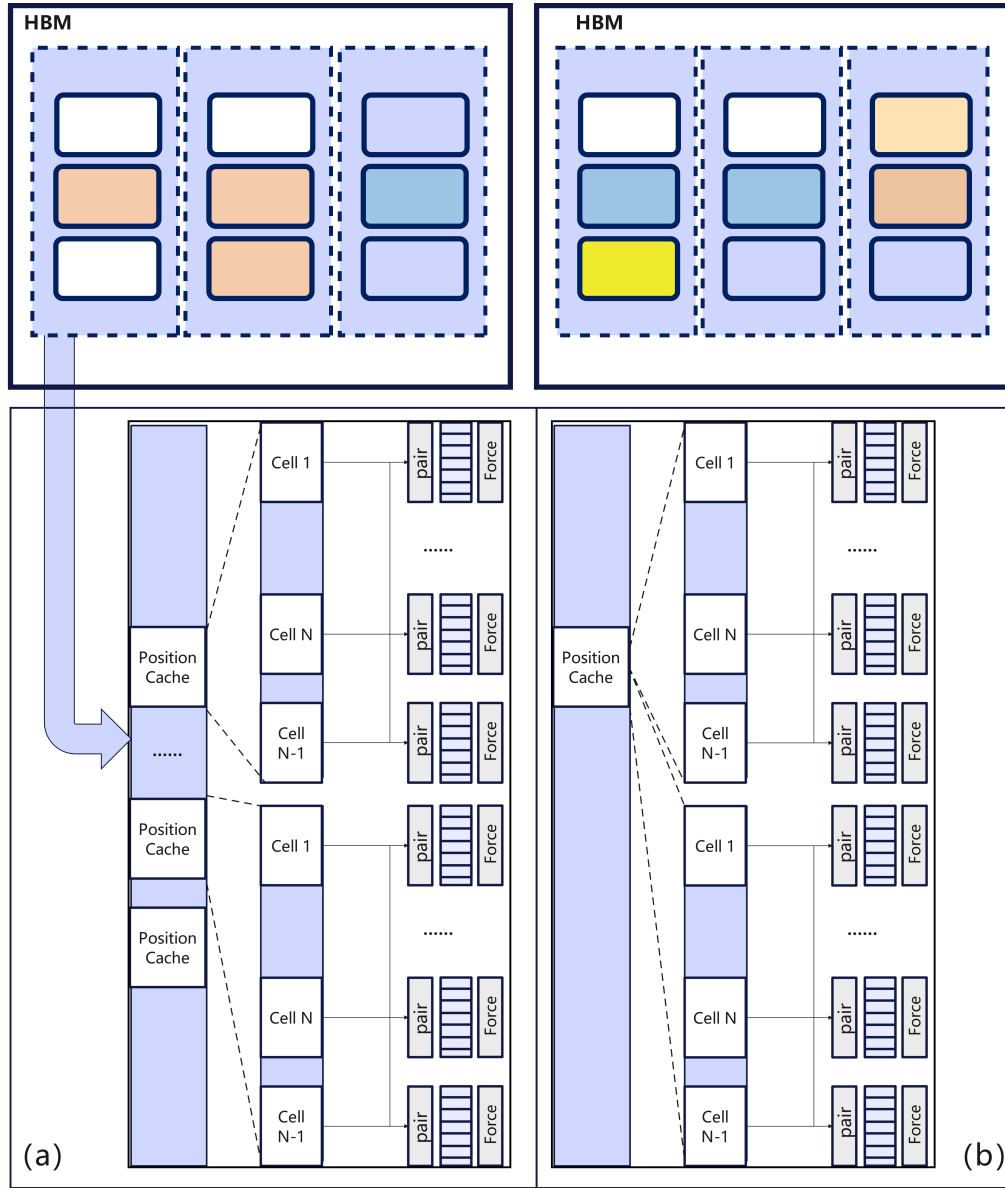 HBM
HBM
Cell 1
pair
Force
......
Cell N
pair
Force
Position
Cache
Cell
N-1
pair
Force
......
Position
Cache
Cell 1
pair
Force
Position
Cache
......
Cell N
pair
Force
Cell
N-1
pair
Force
(a)
Cell 1
pair
Force
......
Cell N
pair
Force
Position
Cache
Cell
N-1
pair
Force
Cell 1
pair
Force
......
Cell N
pair
Force
Cell
N-1
pair
Force
(b)